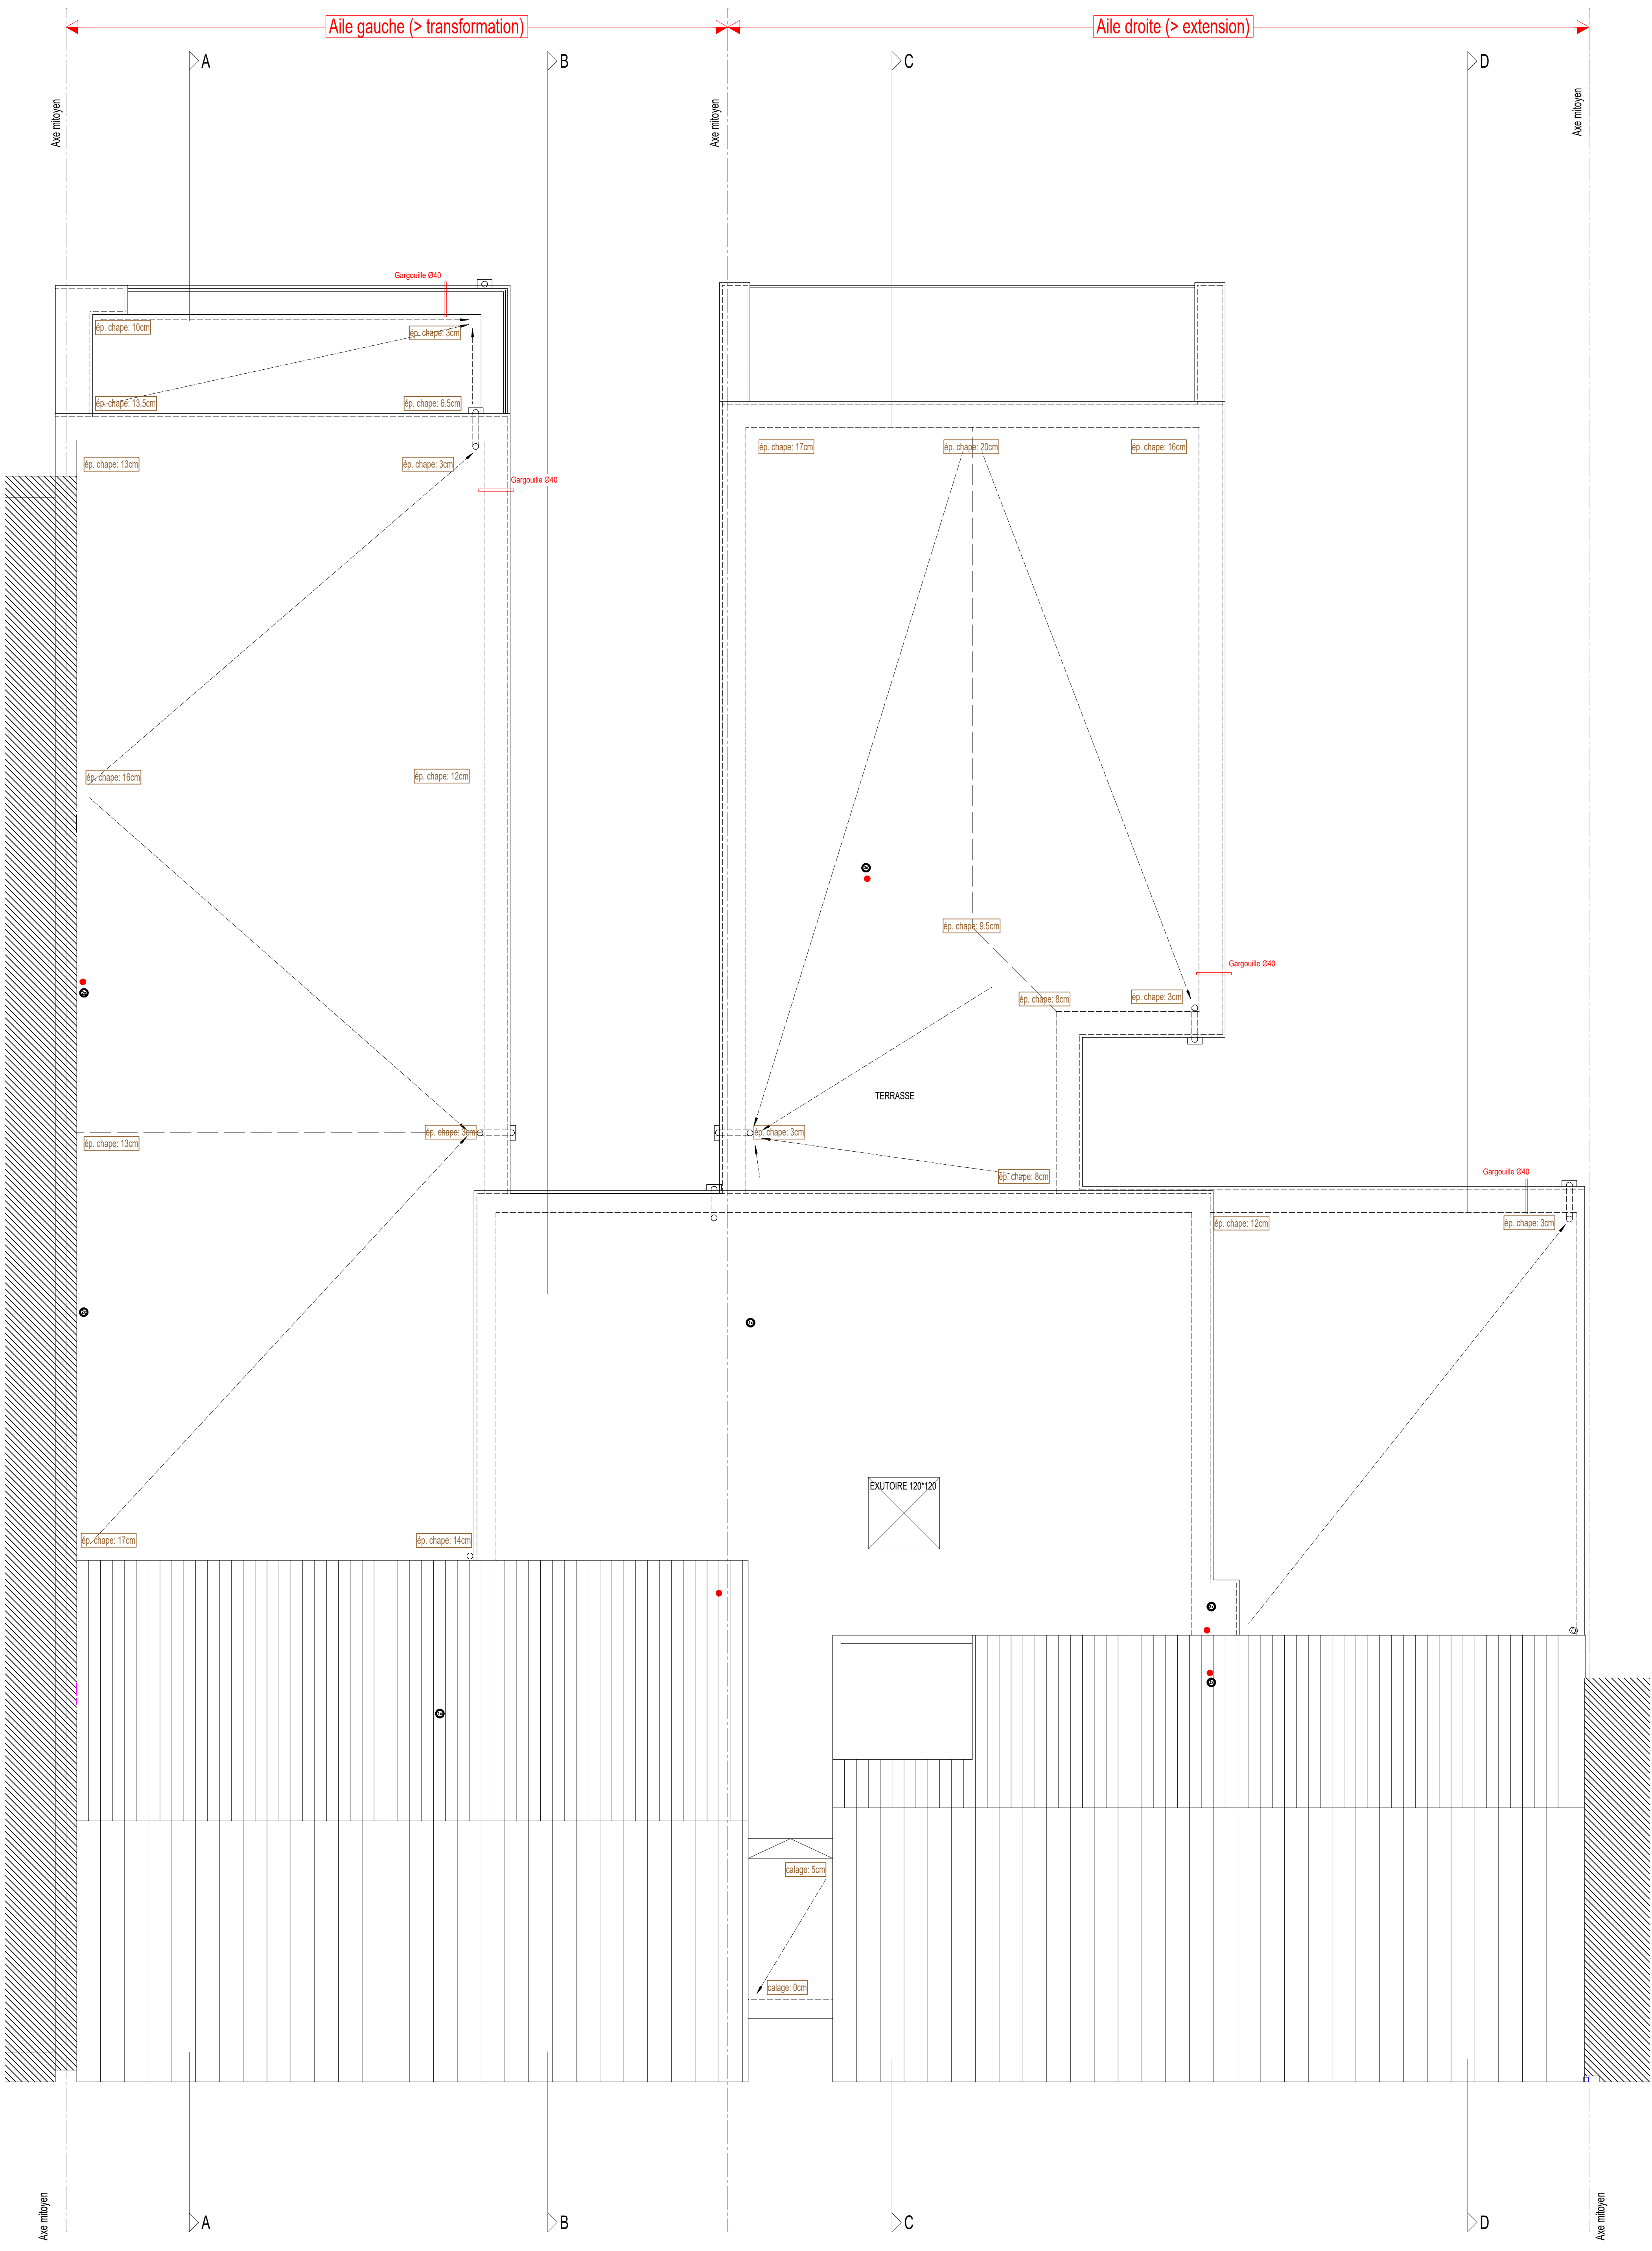 Aile gauche (> transformation)
Aile droite (> extension)
A
B
C
D
Axe mitoyen
Axe mitoyen
Axe mitoyen
Gargouille Ø40
ép. chape: 10cm
ép. chape: 3cm
ép. chape: 13.5cm
ép. chape: 6.5cm
ép. chape: 17cm
ép. chape: 20cm
ép. chape: 16cm
ép. chape: 13cm
ép. chape: 3cm
Gargouille Ø40
ép. chape: 16cm
ép. chape: 12cm
ép. chape: 9.5cm
Gargouille Ø40
ép. chape: 8cm
ép. chape: 3cm
TERRASSE
ép. chape: 13cm
ép. chape: 3cm
ép. chape: 3cm
ép. chape: 8cm
Gargouille Ø40
ép. chape: 12cm
ép. chape: 3cm
EXUTOIRE 120*120
ép. chape: 17cm
ép. chape: 14cm
calage: 5cm
calage: 0cm
Axe mitoyen
Axe mitoyen
A
B
C
D